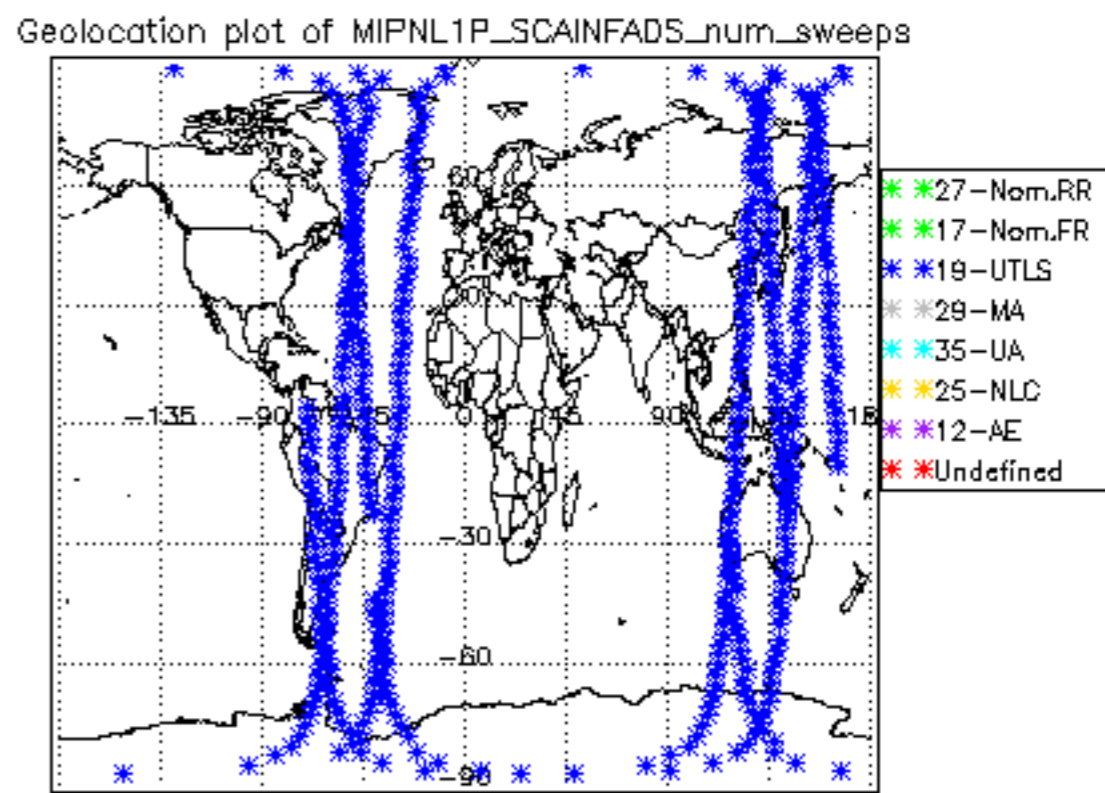 Geolocation plot of MIPNL1P_SCAINFADS_num_sweeps
60
-135
-90
0
45
90
-30
-60
-90
27-Nom.RR
17-Nom.FR
19-UTLS
29-MA
35-UA
25-NLC
12-AE
Undefined